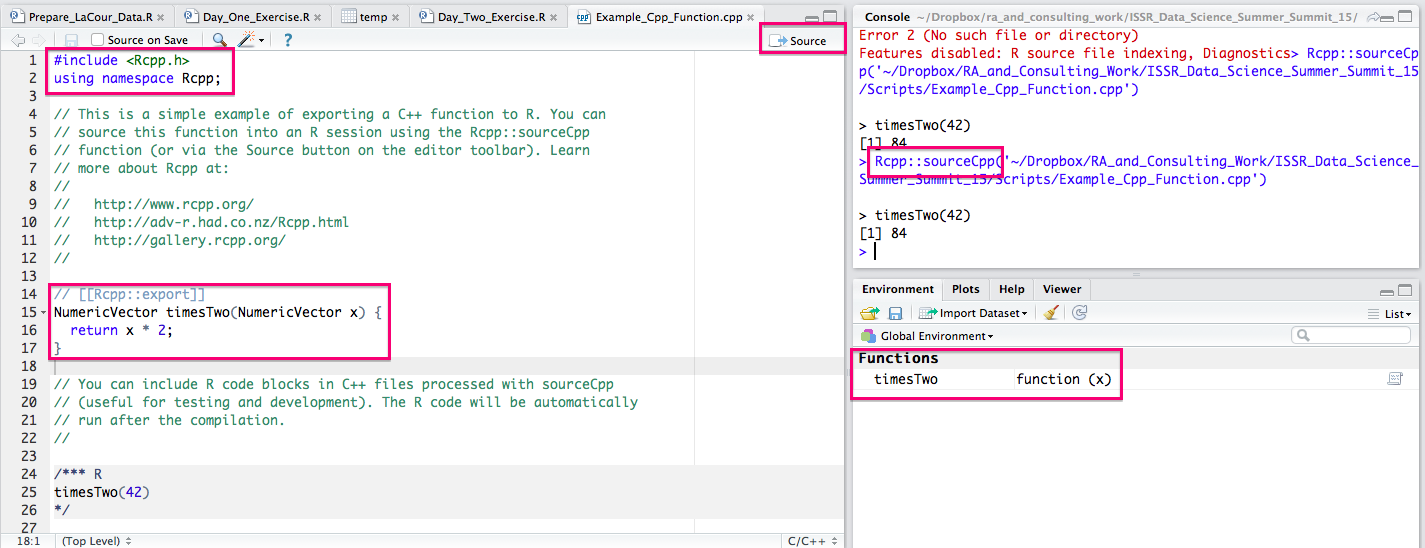 Prepare_LaCour_Data.R
Day_One_Exercise.R
temp
Day_Two_Exercise.R
Example_Cpp_Function.cpp
Source on Save
Source
1 #include <Rcpp.h>
2 using namespace Rcpp;
3
4 // This is a simple example of exporting a C++ function to R. You can
5 // source this function into an R session using the Rcpp::sourceCpp
6 // function (or via the Source button on the editor toolbar). Learn
7 // more about Rcpp at:
8 //
9 //   http://www.rcpp.org/
10 //   http://adv-r.had.co.nz/Rcpp.html
11 //   http://gallery.rcpp.org/
12 //
13
14 // [[Rcpp::export]]
15 NumericVector timesTwo(NumericVector x) {
16   return x * 2;
17 }
18
19 // You can include R code blocks in C++ files processed with sourceCpp
20 // (useful for testing and development). The R code will be automatically
21 // run after the compilation.
22 //
23
24 /*** R
25 timesTwo(42)
26 */
27
18:1 (Top Level) C/C++
Console ~/Dropbox/ra_and_consulting_work/ISSR_Data_Science_Summer_Summit_15/
Error 2 (No such file or directory)
Features disabled: R source file indexing, Diagnostics> Rcpp::sourceCp
p('~/Dropbox/RA_and_Consulting_Work/ISSR_Data_Science_Summer_Summit_15
/Scripts/Example_Cpp_Function.cpp')
> timesTwo(42)
[1] 84
> Rcpp::sourceCpp('~/Dropbox/RA_and_Consulting_Work/ISSR_Data_Science_
Summer_Summit_15/Scripts/Example_Cpp_Function.cpp')
> timesTwo(42)
[1] 84
>
Environment Plots Help Viewer
Import Dataset List
Global Environment
Functions
timesTwo function (x)